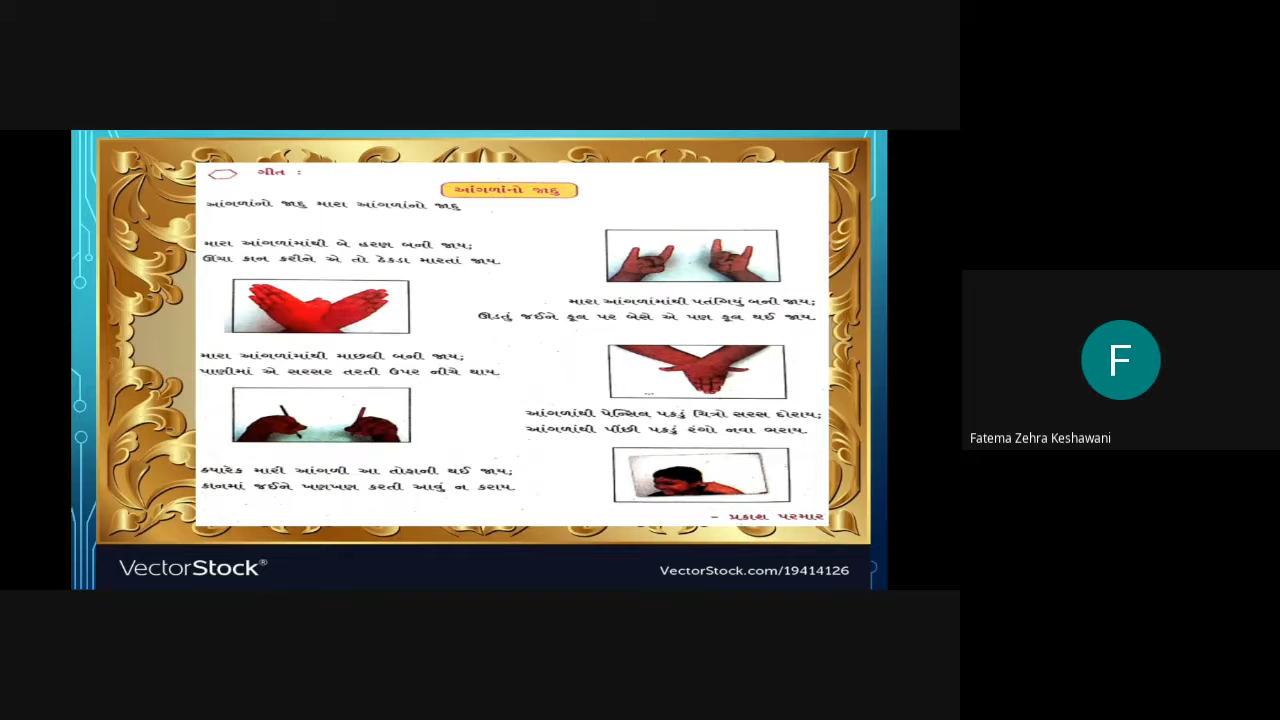 ગીત :
આંગળાંનો જાદુ
આંગળાંનો જાદુ મારા આંગળાંનો જાદુ
મારા આંગળાંમાંથી બે હરણ બની જાય;
ઊંચા કાન કરીને એ તો ઠેકડા મારતાં જાય.
મારા આંગળાંમાંથી પતંગિયું બની જાય;
ઊડતું જઈને ફૂલ પર બેસે એ પણ ફૂલ થઈ જાય.
મારા આંગળાંમાંથી માછલી બની જાય;
પાણીમાં એ સરસર તરતી ઉપર નીચે થાય.
આંગળાંથી પેન્સિલ પકડું ચિત્રો સરસ દોરાય;
આંગળાંથી પીંછી પકડું રંગો નવા ભરાય.
ક્યારેક મારી આંગળી આ તોફાની થઈ જાય;
કાનમાં જઈને ખણખણ કરતી આવું ન કરાય.
- પ્રકાશ પરમાર
VectorStock®
VectorStock.com/19414126
F
Fatema Zehra Keshawani